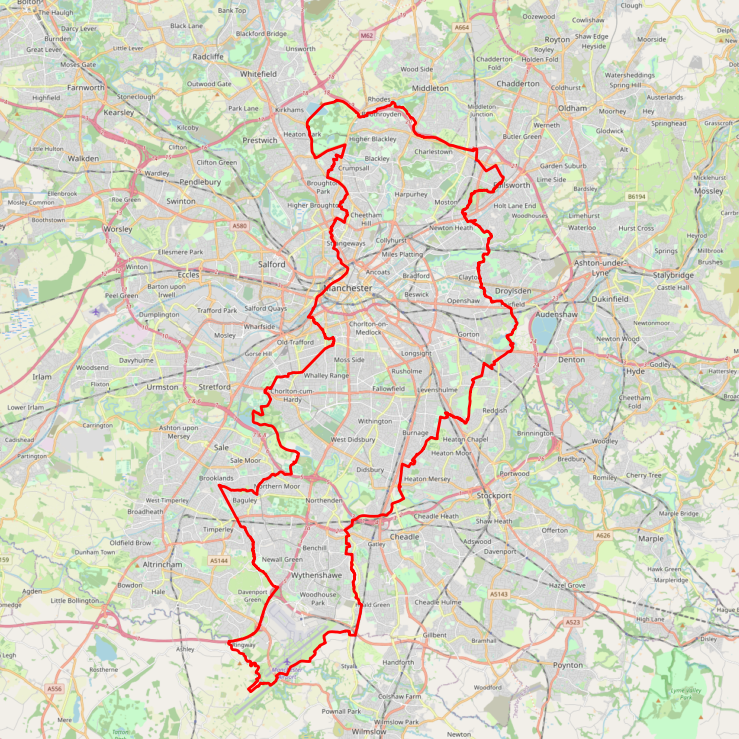 The Haulgh
Bank Top
Cowlishaw
Clough
Darcy Lever
Black Lane
Dozewood
Little Lever
Blackford Bridge
A664
Royton
Shaw Edge
Moorside
Great Lever
Burnden
Unsworth
M62
Heyside
Moses Gate
Radcliffe
Wood Side
Chadderton
Fold
Holden Fold
Whitefield
Watersheddings
Farnworth
Outwood Gate
Middleton
Coldhurst
Spring Hill
Stoneclough
Chadderton
Highfield
Park Lane
Rhodes
Oldham
Austerlands
Kearsley
Kirkhams
Middleton
Junction
Moorhey
Hey
Kilcoby
Werneth
Springhead
Grasscroft
Prestwich
Heaton Park
Higher Blackley
Butler Green
Glodwick
Little Hulton
Clifton Green
Charlestown
Alt
Walkden
Clifton Green
Blackley
Garden Suburb
Wardley
Crumpsall
Lime Side
Mickehurst
Ellenbrook
Pendlebury
Broughton
Park
Hollinsworth
Bardsley
Mossley
Mosley Common
Roe Green
Swinton
Harpurhey
B6194
Boothstown
Higher Broughton
Moston
Holt Lane End
Cheetham
Hill
Woodhouses
Limehurst
Hurst Cross
Worsley
A580
Newton Heath
Waterloo
Heyrod
Strangeways
Collyhurst
Ellesmere Park
Miles Platting
Springs
Millbrook
Winton
Salford
Ashton-under-
Lyne
Eccles
Ancoats
Bradford
Clayton
Stalybridge
Barton upon
Irwell
Peel Green
Manchester
Beswick
Droylsden
Castle Hall
Trafford Park
Salford Quays
Openshaw
Dukinfield
Dumplington
Wharfside
Chorlton-on-
Medlock
Audenshaw
Newtonmoor
Mosley
Old-Trafford
Gorton
Newton Wood
Davyhulme
Gorse Hill
Moss Side
Longsight
Denton
Godley
Woodsend
Whalley Range
Rusholme
Hyde
Irlam
Flixton
Urmston
Stretford
Chorlton-cum-
Hardy
Fallowfield
Levenshulme
Cheetham
Fold
Lower Irlam
Reddish
Carrington
Ashton upon
Mersey
Withington
Cadishead
Burnage
Heaton Chapel
Brinnington
Woodley
Partington
Sale
West Didsbury
Heaton Moor
Bredbury
Sale Moor
Didsbury
Portwood
Romiley
Cherry Tree
Brooklands
Northern Moor
Heaton Mersey
Stockport
West Timperley
Baguley
Northenden
Marple Bridge
Broadheath
Cheadle Heath
Shaw Heath
Timperley
Offerton
A626
Oldfield Brow
Gatley
Cheadle
Adswood
Marple
Dunham Town
Benchill
Davenport
Altrincham
A5144
Newall Green
Hawk Green
Bowdon
Wythenshawe
Hazel Grove
Marpleridge
Hale
Davenport
Green
Woodhouse
Park
A5143
Little Bollington
Cheadle Hulme
High Lane
A523
Gillbent
Bramhall
Disley
Ringway
Ashley
Styal
Handforth
Rostherne
Poynton
A556
Woodford
Colshaw Farm
Lyme Valley
Park
Mere
Pownall Park
Wilmslow Park
Wilmslow